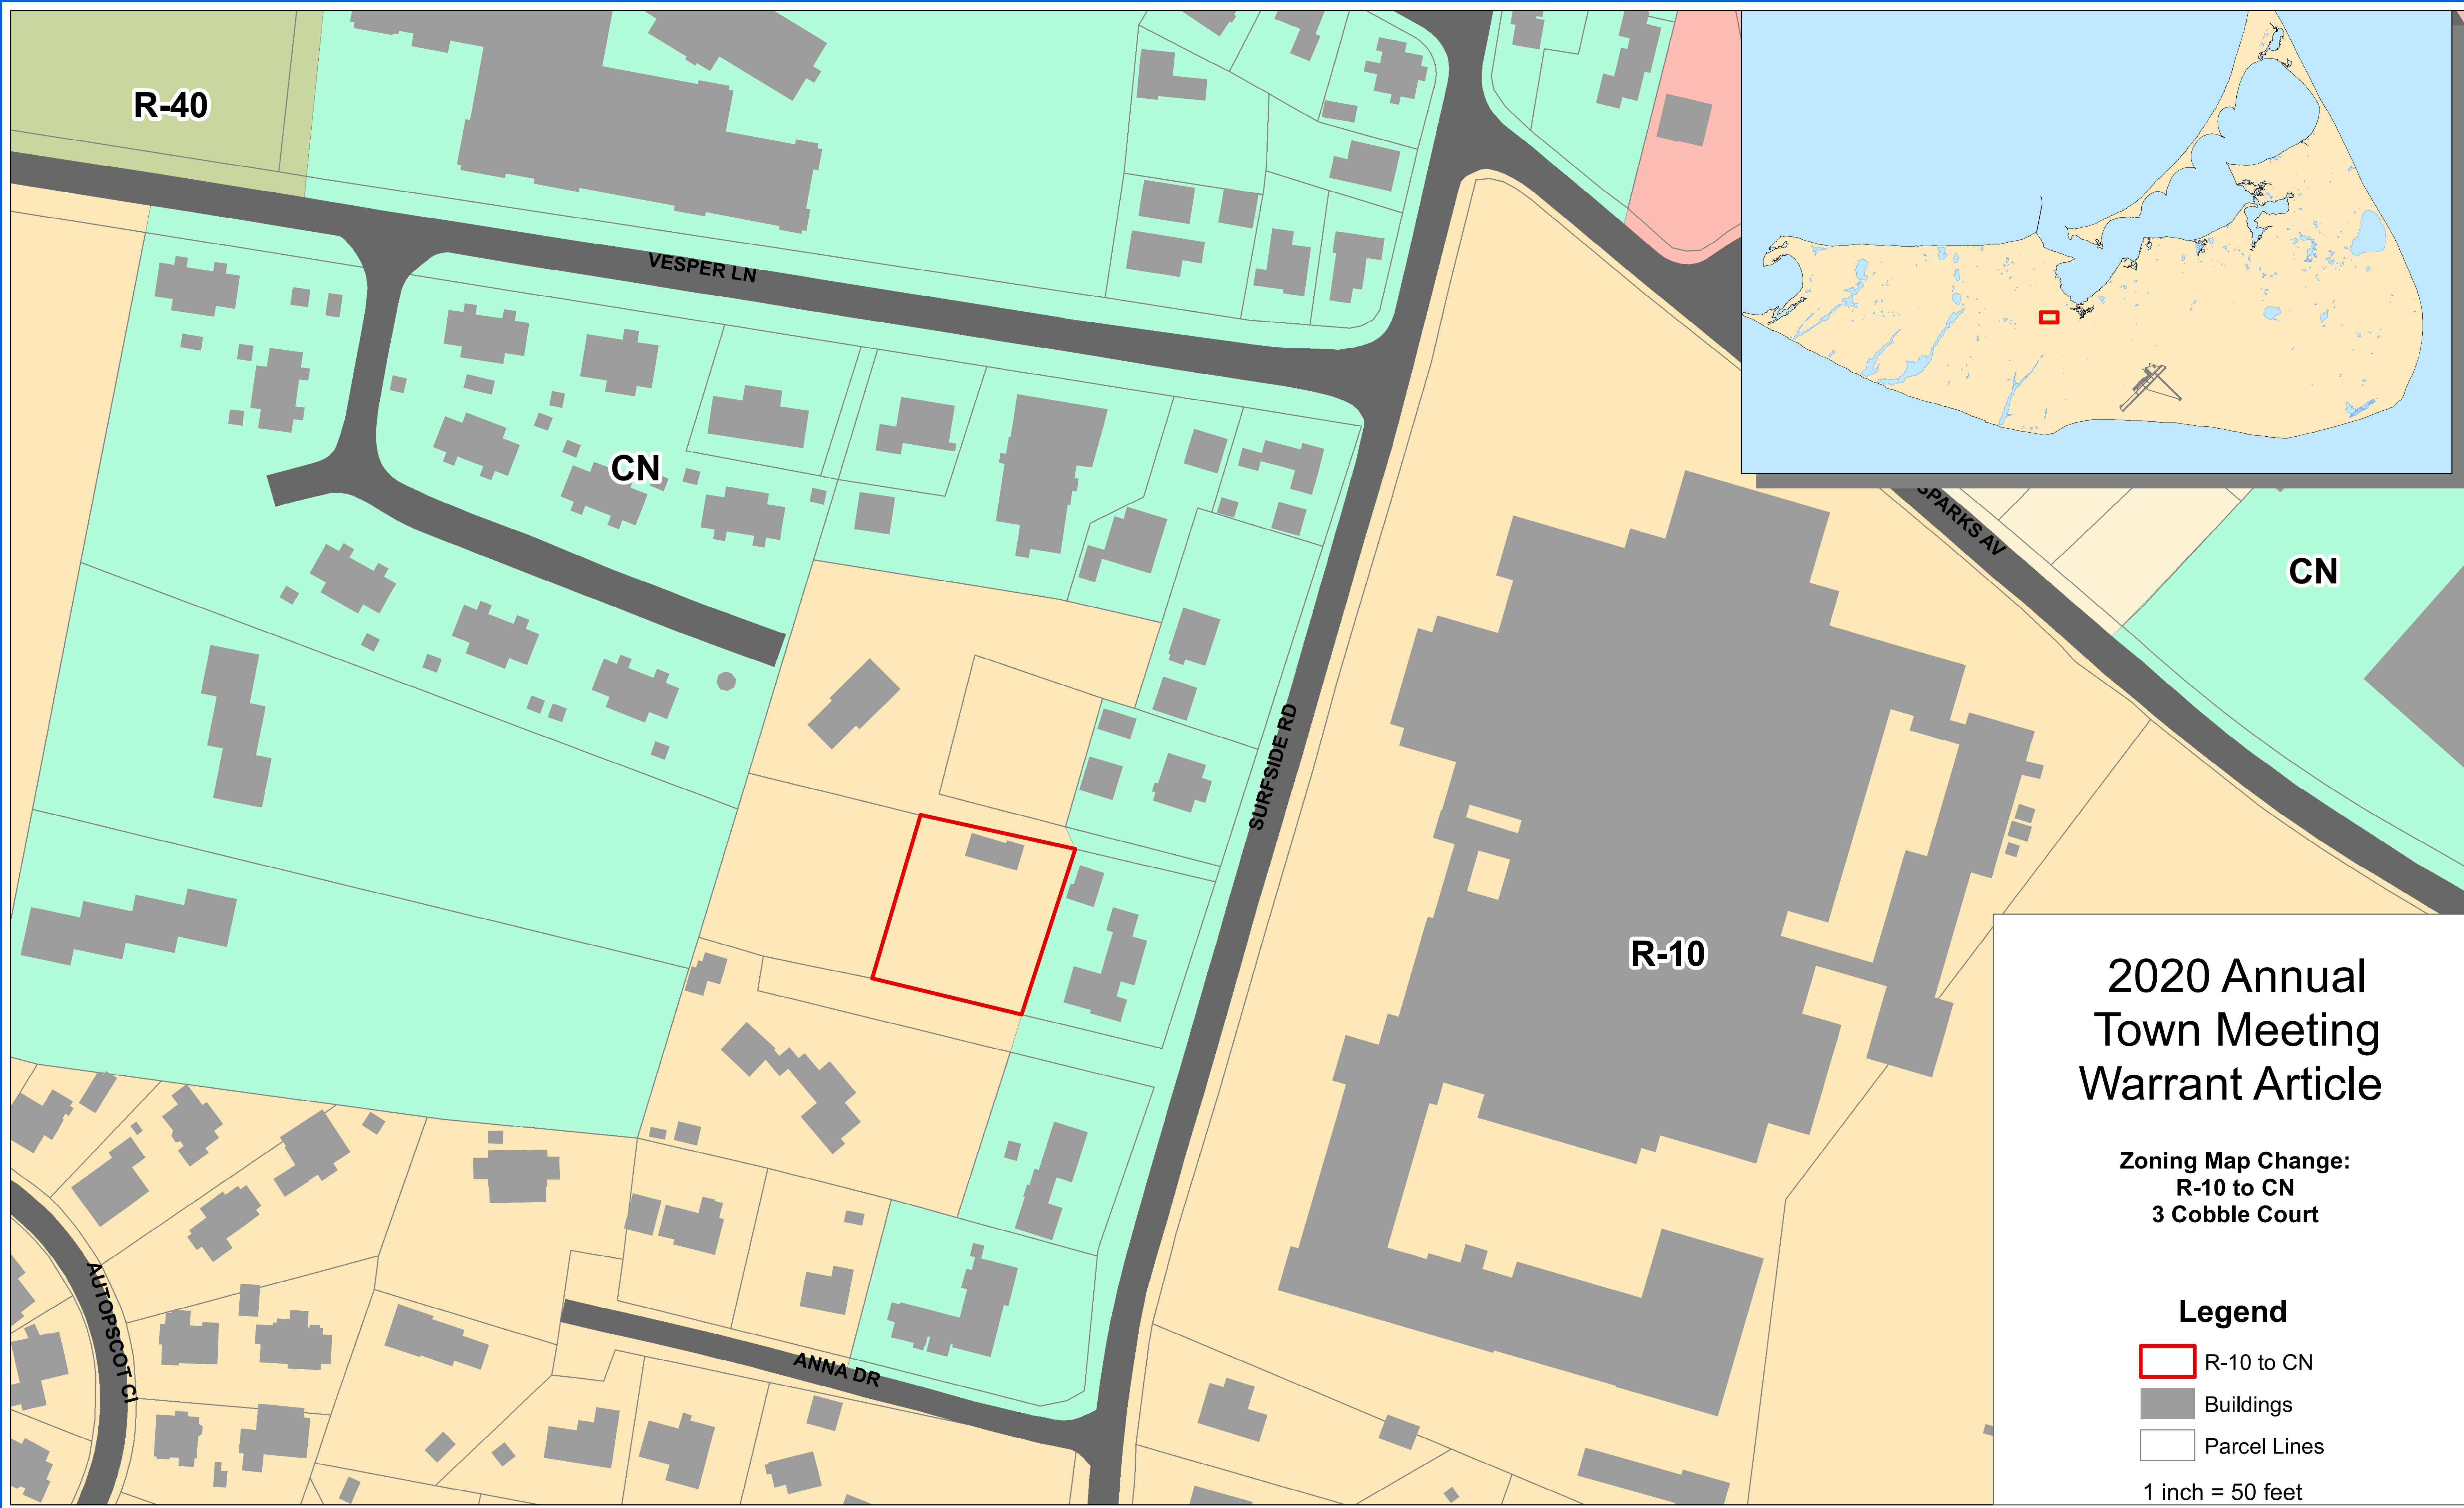 R-40
VESPER LN
CN
SPARKS AV
CN
SURFSIDE RD
R-10
AUTOPSCOT CI
ANNA DR
2020 Annual
Town Meeting
Warrant Article
Zoning Map Change:
R-10 to CN
3 Cobble Court
Legend
R-10 to CN
Buildings
Parcel Lines
1 inch = 50 feet